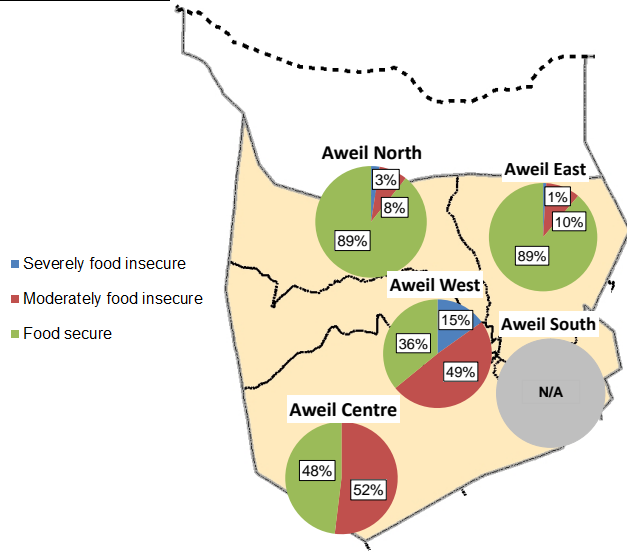 Aweil North
3%
8%
89%
Aweil East
1%
10%
89%
Severely food insecure
Moderately food insecure
Food secure
Aweil West
15%
36%
49%
Aweil South
N/A
Aweil Centre
48%
52%